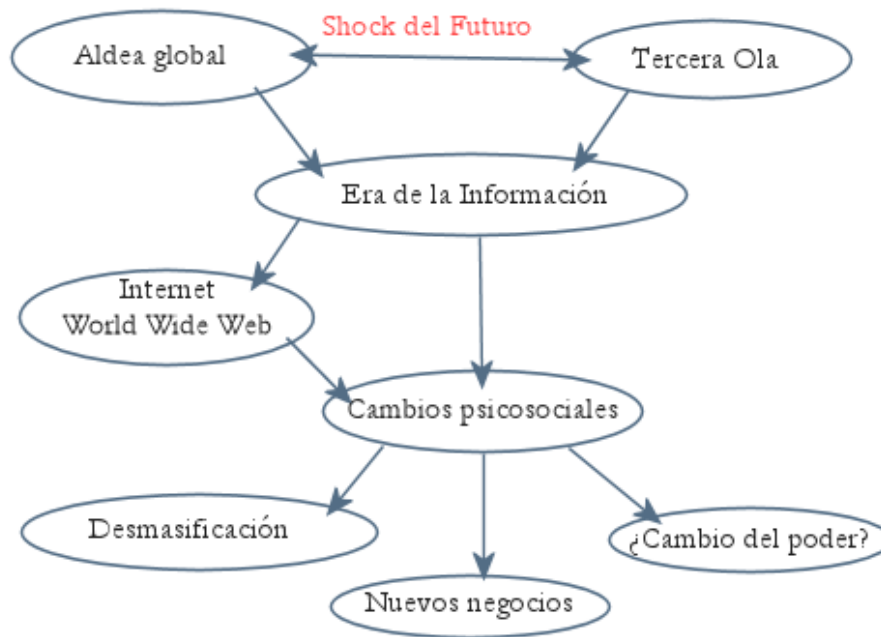 Shock del Futuro
Aldea global
Tercera Ola
Era de la Información
Internet
World Wide Web
Cambios psicosociales
Desmasificación
¿Cambio del poder?
Nuevos negocios